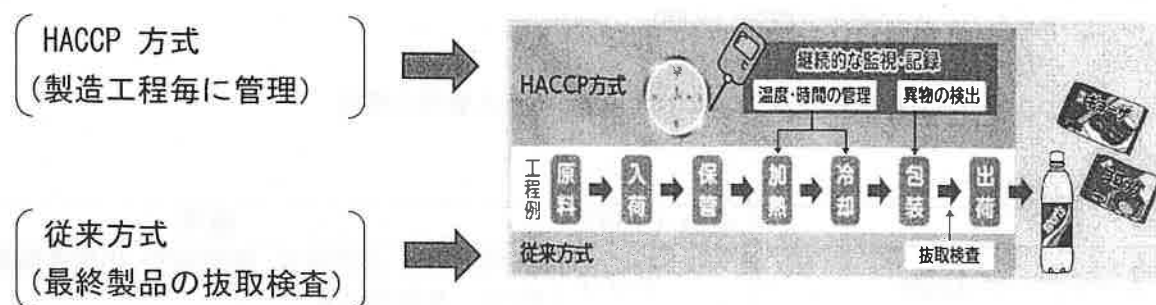 HACCP 方式
(製造工程毎に管理)
HACCP方式
継続的な監視・記録
温度・時間の管理
異物の検出
工程例
原料
入荷
保管
加熱
冷却
包装
出荷
従来方式
(最終製品の抜取検査)
従来方式
抜取検査